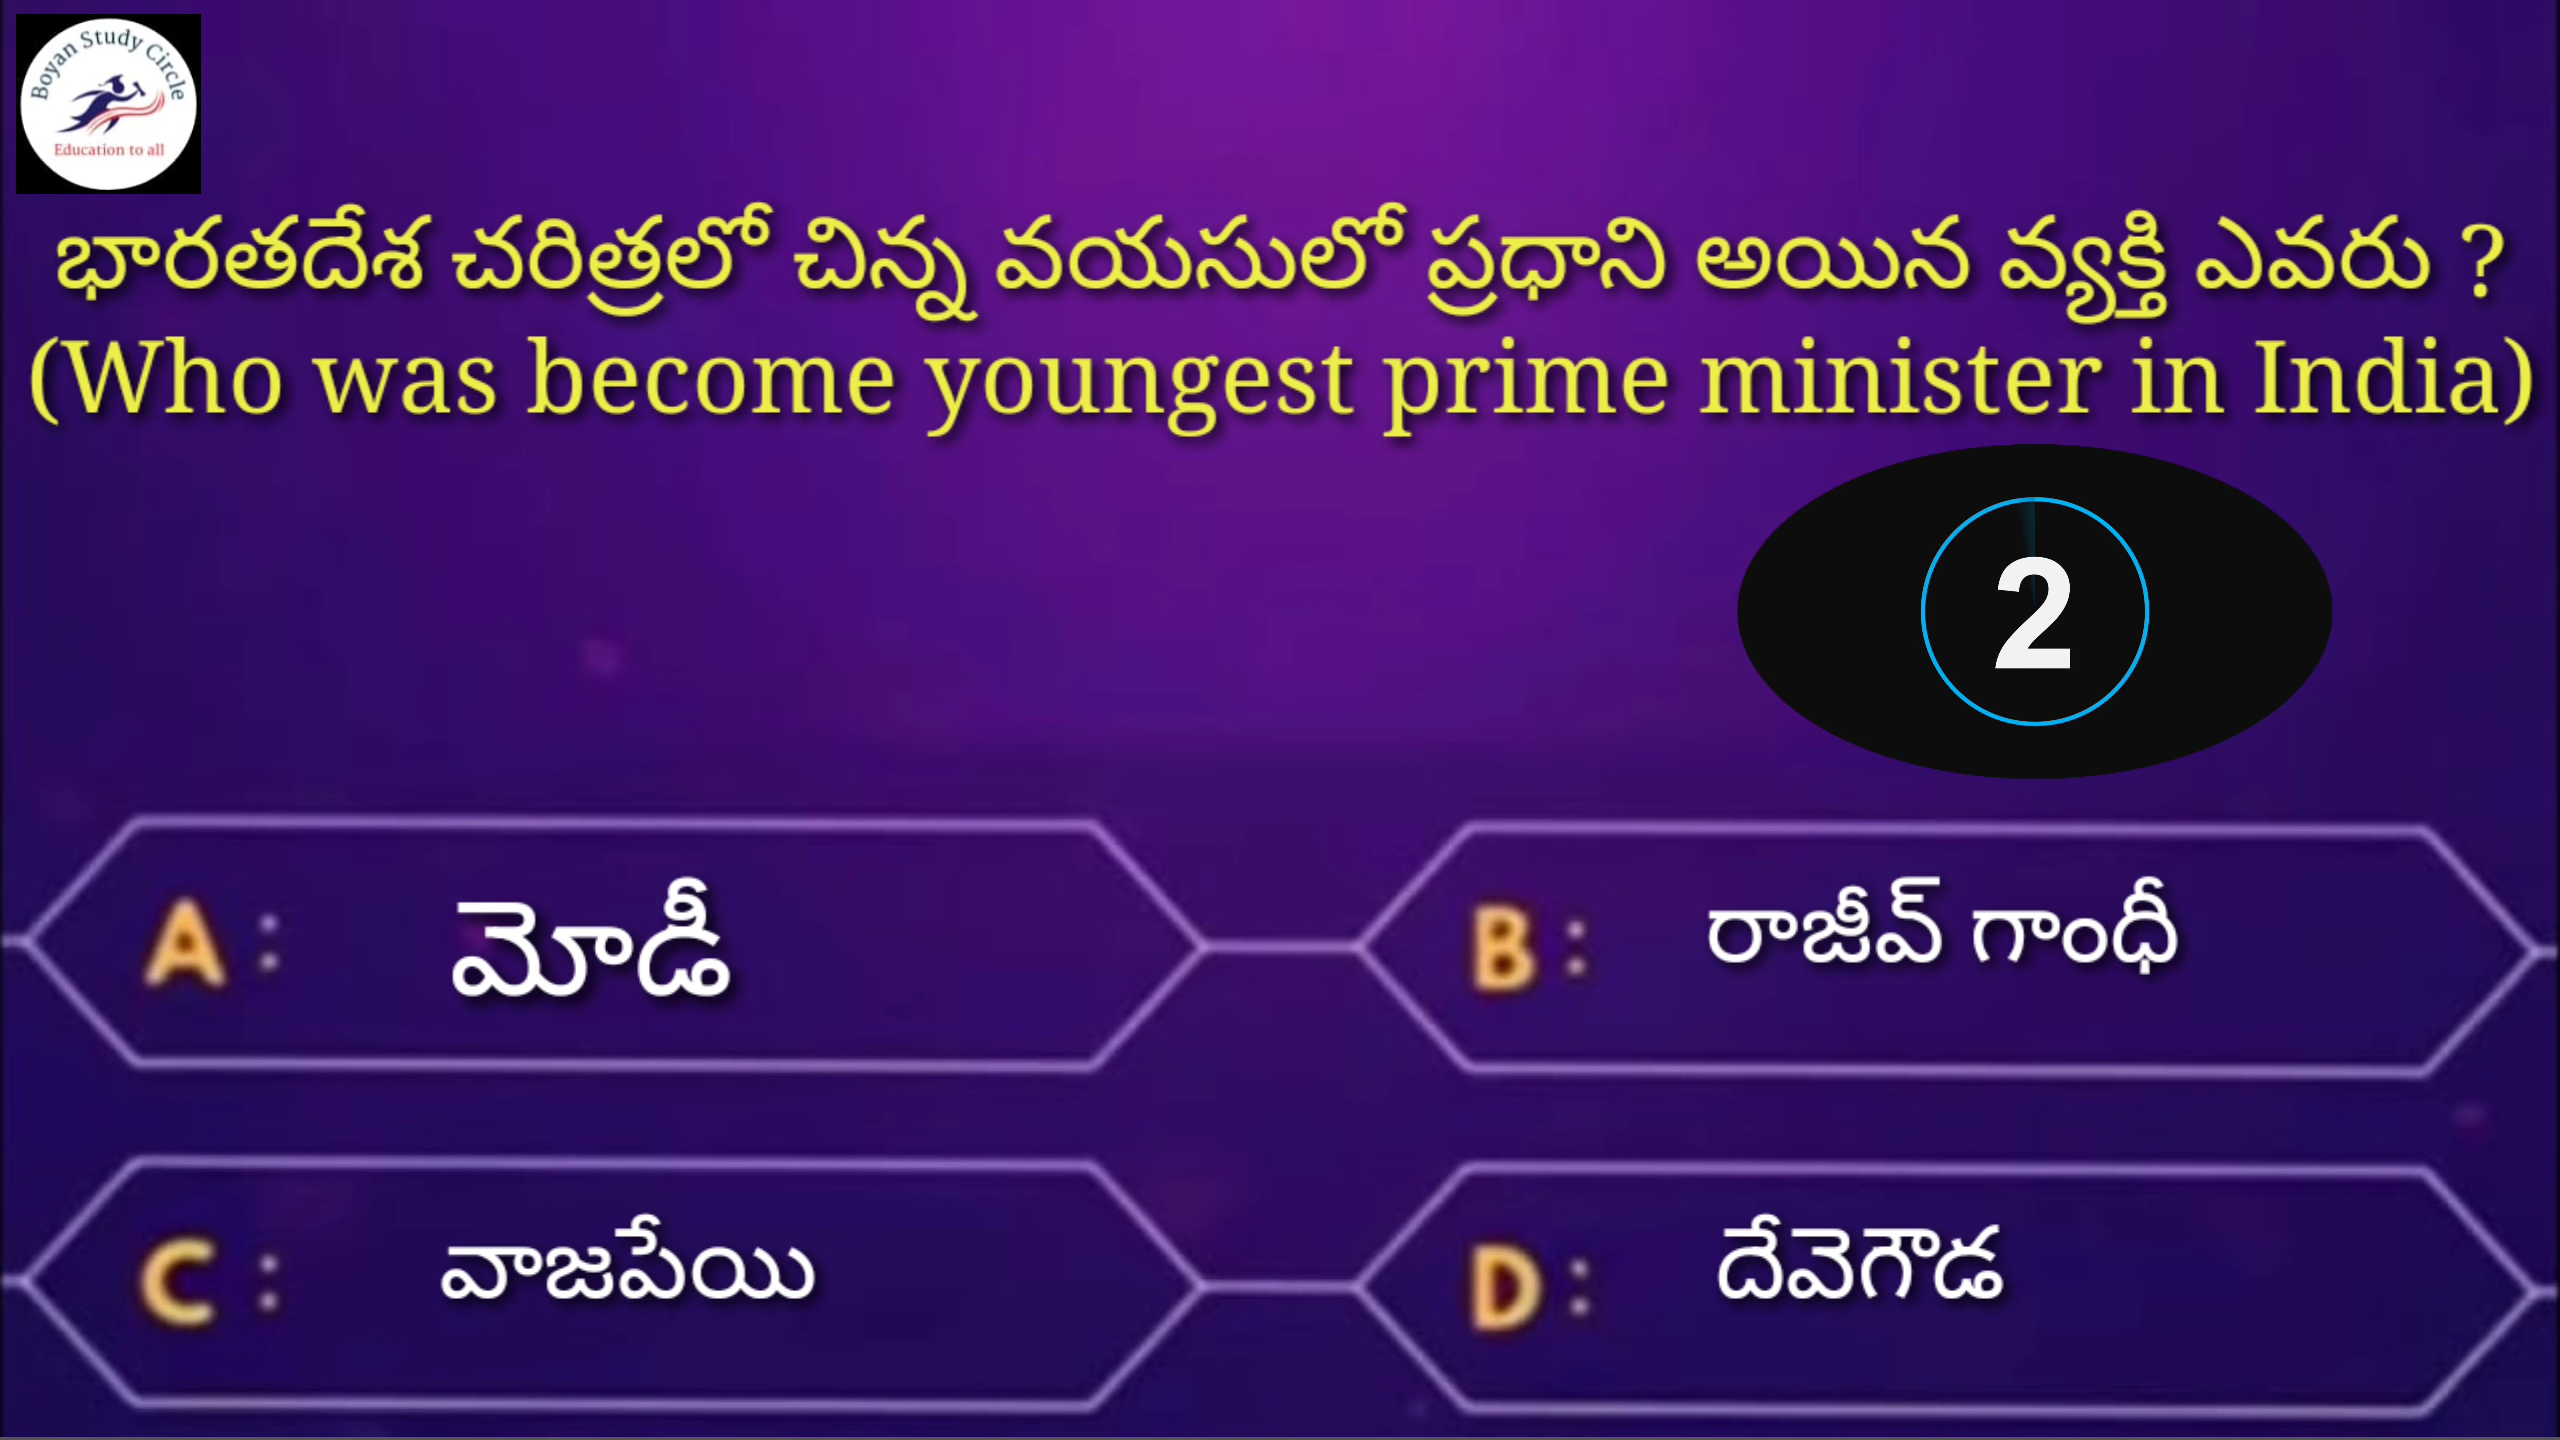 Boyan Study Circle
Education to all
భారతదేశ చరిత్రలో చిన్న వయసులో ప్రధాని అయిన వ్యక్తి ఎవరు ?
(Who was become youngest prime minister in India)
2
A : మోడీ
B : రాజీవ్ గాంధీ
C : వాజపేయి
D : దేవెగౌడ